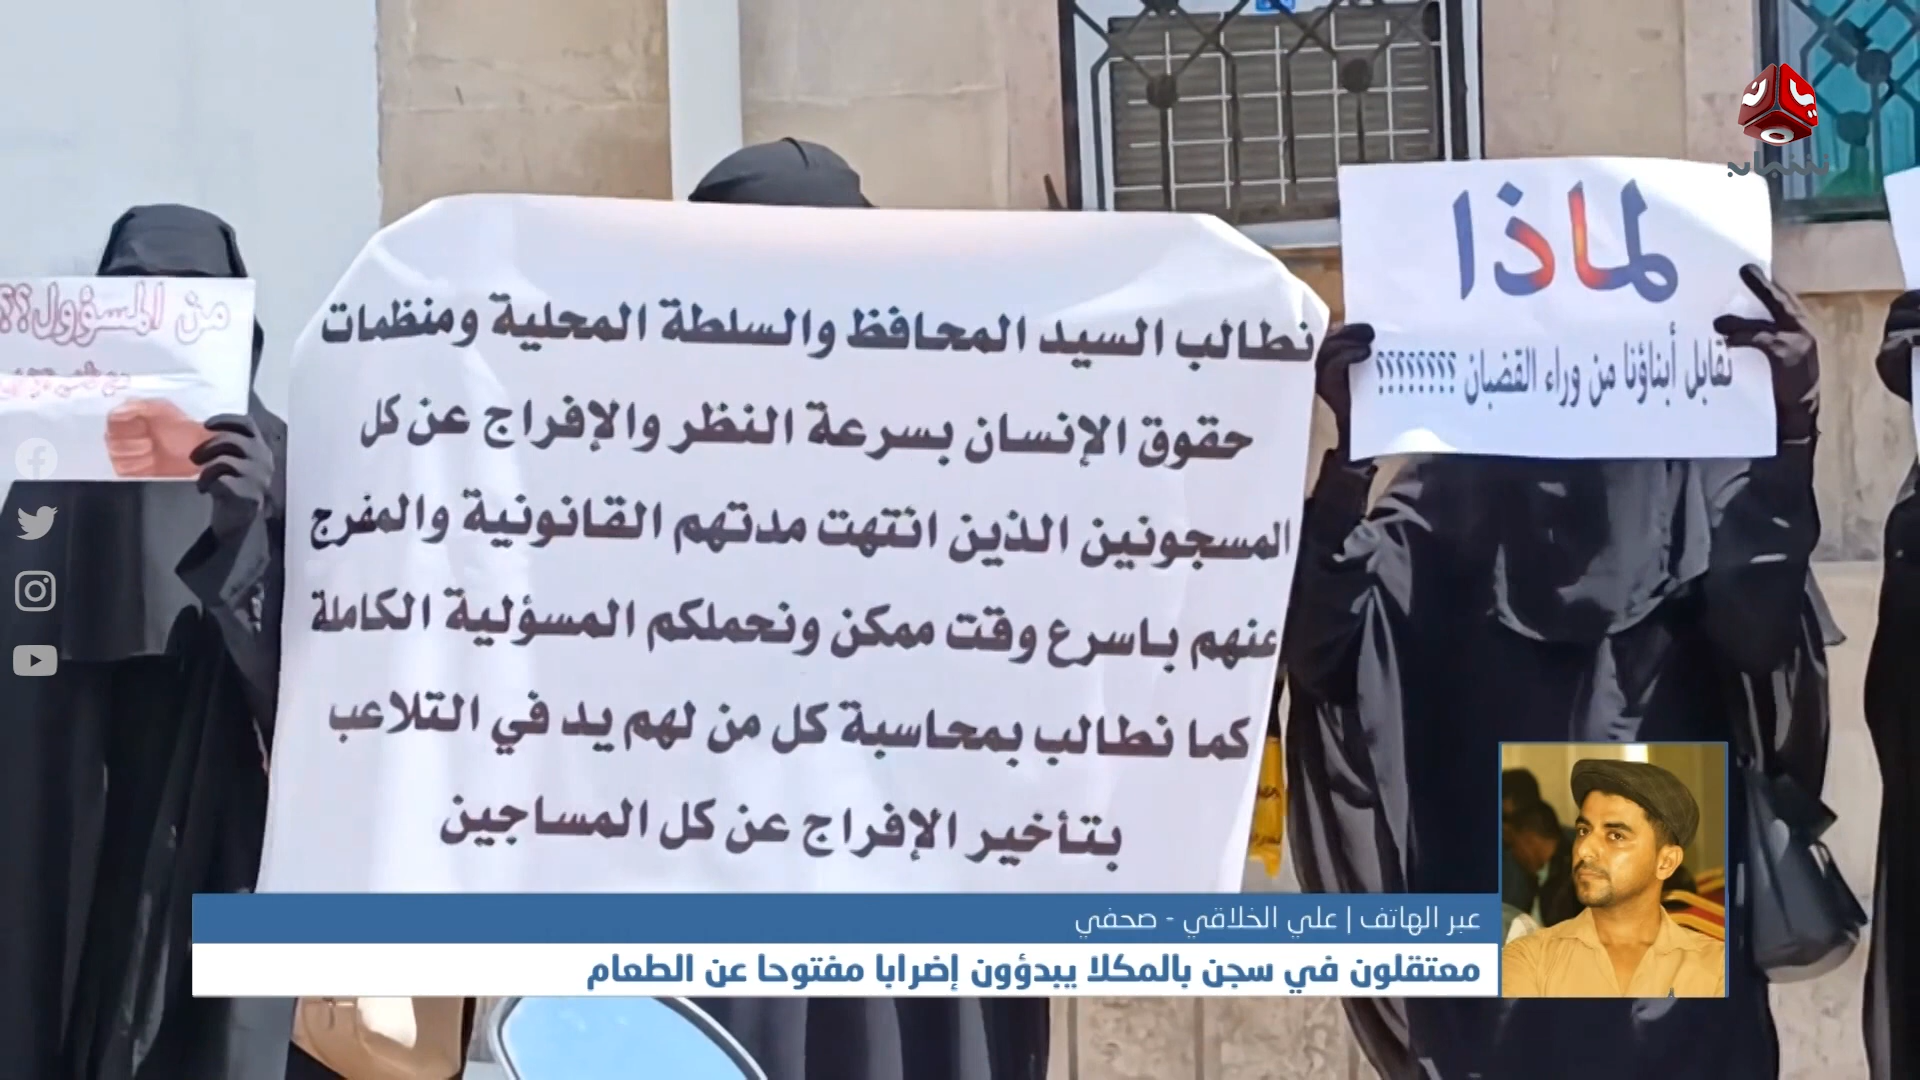 نطالب السيد المحافظ والسلطة المحلية ومنظمات
حقوق الإنسان بسرعة النظر والإفراج عن كل
المسجونين الذين انتهت مدتهم القانونية والمفرج
عنهم باسرع وقت ممكن ونحملكم المسؤلية الكاملة
كما نطالب بمحاسبة كل من لهم يد في التلاعب
بتأخير الإفراج عن كل المساجين
لماذا
نقابل أبناؤنا من وراء القضبان ؟؟؟؟؟؟؟؟
من المسؤول؟؟
يمن شباب
عبر الهاتف | علي الخلاقي - صحفي
معتقلون في سجن بالمكلا يبدؤون إضرابا مفتوحا عن الطعام